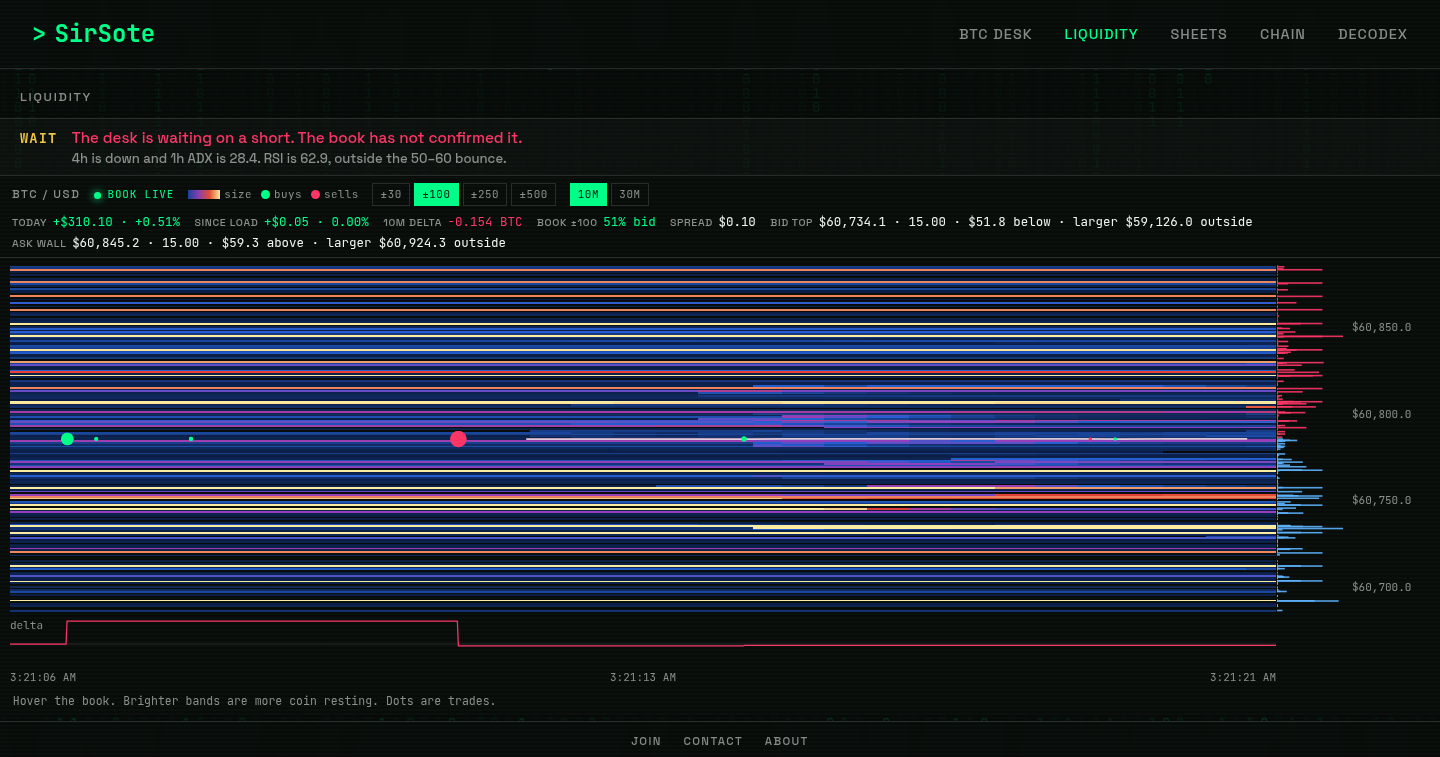 > SirSote
BTC DESK LIQUIDITY SHEETS CHAIN DECODEX
LIQUIDITY
WAIT The desk is waiting on a short. The book has not confirmed it.
4h is down and 1h ADX is 28.4. RSI is 62.9, outside the 50–60 bounce.
BTC / USD BOOK LIVE size buys sells ±30 ±100 ±250 ±500 10M 30M
TODAY +$310.10 · +0.51% SINCE LOAD +$0.05 · 0.00% 10M DELTA -0.154 BTC BOOK ±100 51% bid SPREAD $0.10 BID TOP $60,734.1 · 15.00 · $51.8 below · larger $59,126.0 outside
ASK WALL $60,845.2 · 15.00 · $59.3 above · larger $60,924.3 outside
$60,850.0
$60,800.0
$60,750.0
$60,700.0
delta
3:21:06 AM 3:21:13 AM 3:21:21 AM
Hover the book. Brighter bands are more coin resting. Dots are trades.
JOIN CONTACT ABOUT